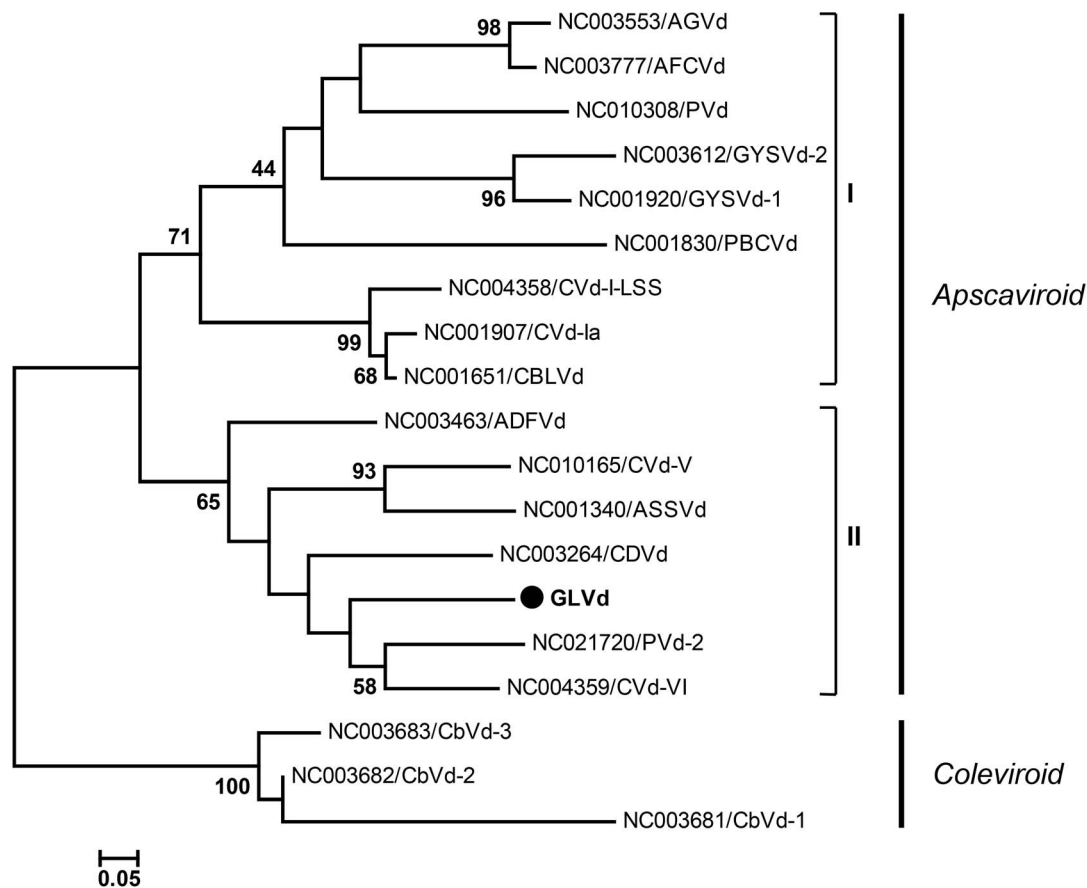 98
NC003553/AGVd
NC003777/AFCVd
NC010308/PVd
NC003612/GYSVd-2
44
96
NC001920/GYSVd-1
I
NC001830/PBCVd
71
NC004358/CVd-I-LSS
Apscaviroid
NC001907/CVd-Ia
99
68
NC001651/CBLVd
NC003463/ADFVd
93
NC010165/CVd-V
65
NC001340/ASSVd
II
NC003264/CDVd
GLVd
NC021720/PVd-2
58
NC004359/CVd-VI
NC003683/CbVd-3
NC003682/CbVd-2
Coleviroid
100
NC003681/CbVd-1
0.05